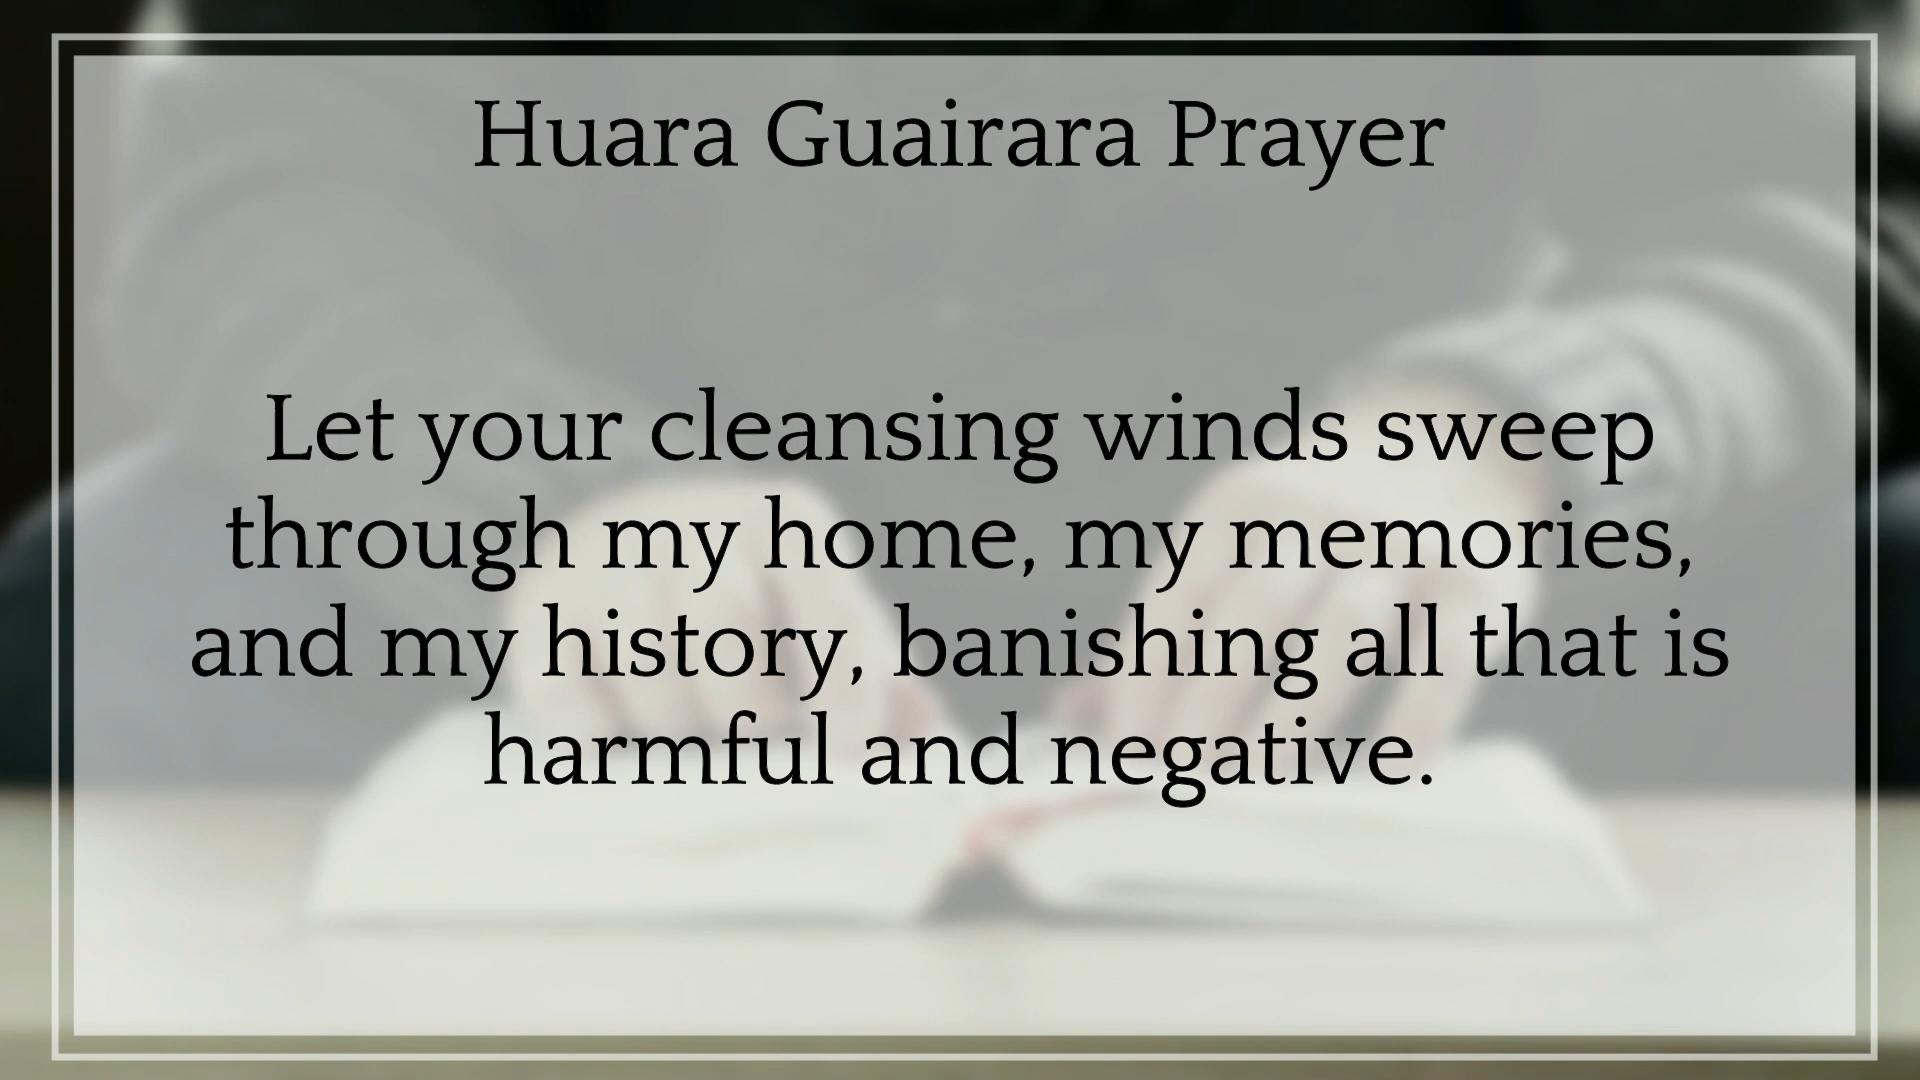 Huara Guairara Prayer
Let your cleansing winds sweep
through my home, my memories,
and my history, banishing all that is
harmful and negative.